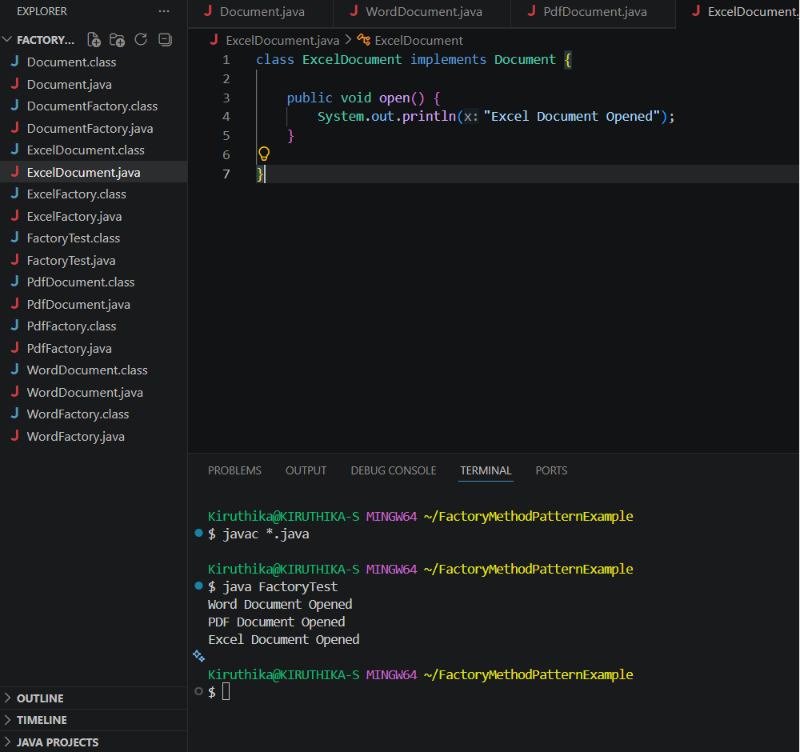 EXPLORER ...
FACTORY...
Document.class
Document.java
DocumentFactory.class
DocumentFactory.java
ExcelDocument.class
ExcelDocument.java
ExcelFactory.class
ExcelFactory.java
FactoryTest.class
FactoryTest.java
PdfDocument.class
PdfDocument.java
PdfFactory.class
PdfFactory.java
WordDocument.class
WordDocument.java
WordFactory.class
WordFactory.java
OUTLINE
TIMELINE
JAVA PROJECTS
Document.java WordDocument.java PdfDocument.java ExcelDocument.
ExcelDocument.java > ExcelDocument
1 class ExcelDocument implements Document {
2
3 public void open() {
4 System.out.println(x: "Excel Document Opened");
5 }
6
7 }
PROBLEMS OUTPUT DEBUG CONSOLE TERMINAL PORTS
Kiruthika@KIRUTHIKA-S MINGW64 ~/FactoryMethodPatternExample
$ javac *.java
Kiruthika@KIRUTHIKA-S MINGW64 ~/FactoryMethodPatternExample
$ java FactoryTest
Word Document Opened
PDF Document Opened
Excel Document Opened
Kiruthika@KIRUTHIKA-S MINGW64 ~/FactoryMethodPatternExample
$